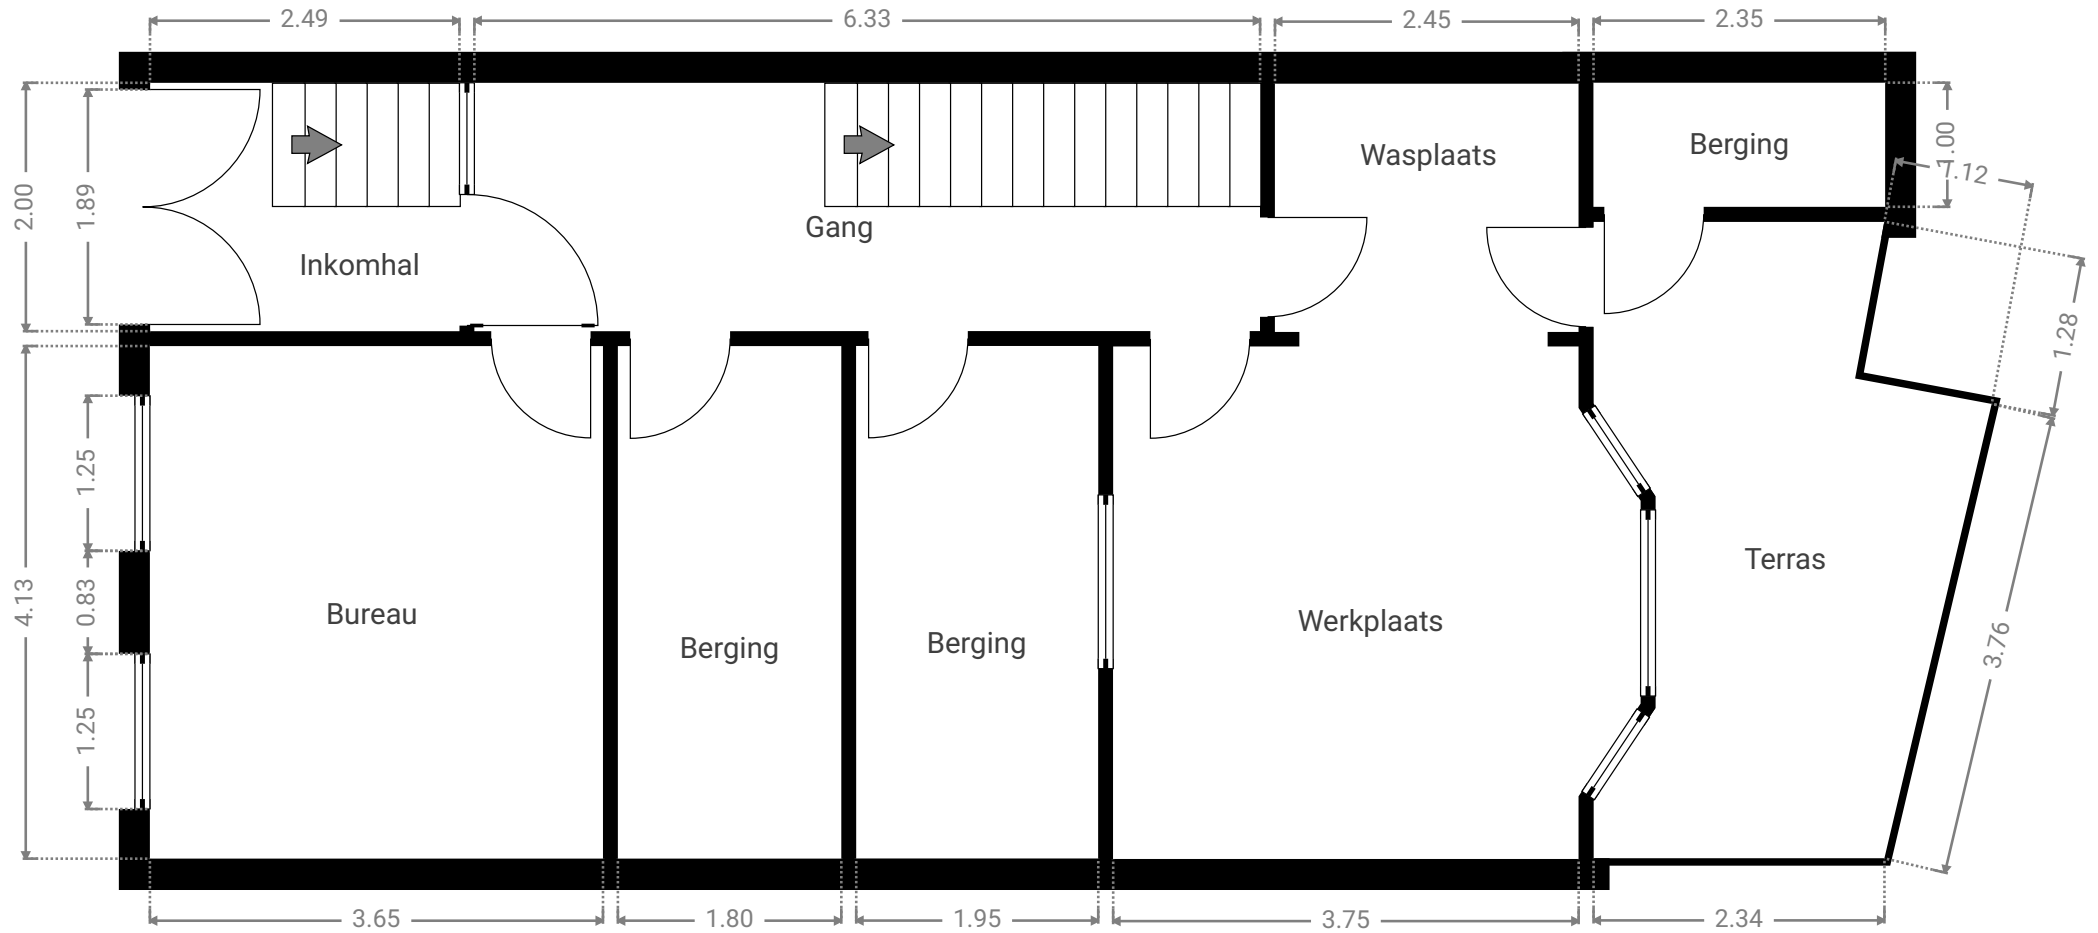 2.49
6.33
2.45
2.35
2.00
1.89
1.00
1.12
Wasplaats
Berging
Gang
Inkomhal
1.28
1.25
4.13
0.83
1.25
Bureau
Berging
Berging
Werkplaats
Terras
3.76
3.65
1.80
1.95
3.75
2.34